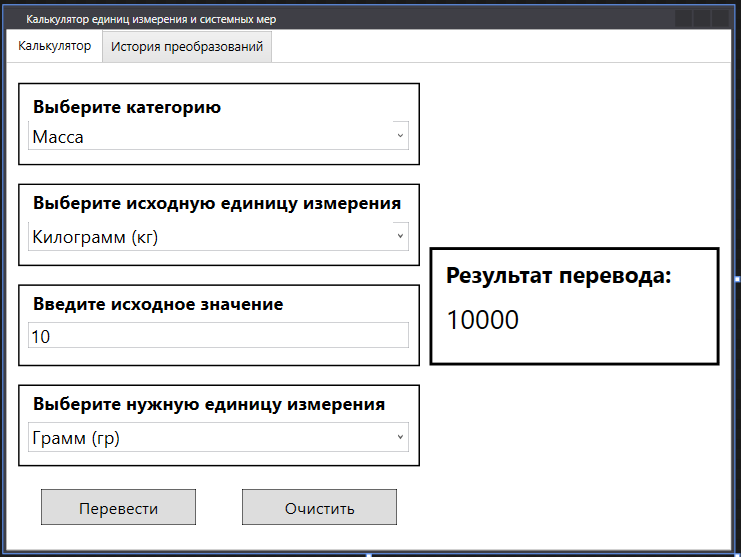 Калькулятор единиц измерения и системных мер
Калькулятор
История преобразований
Выберите категорию
Масса
Выберите исходную единицу измерения
Килограмм (кг)
Введите исходное значение
10
Выберите нужную единицу измерения
Грамм (гр)
Перевести
Очистить
Результат перевода:
10000